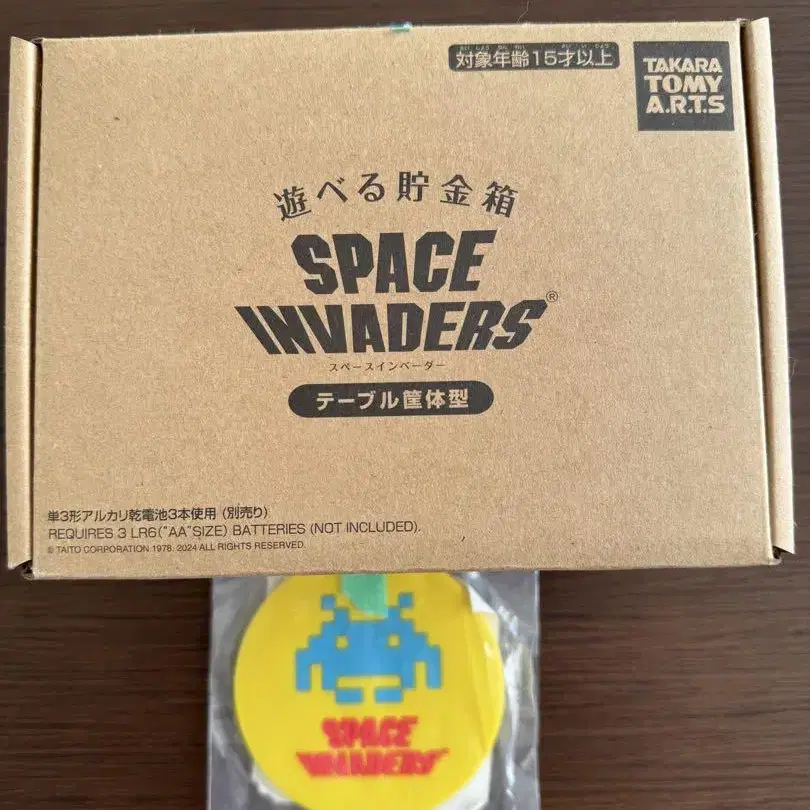 対象年齢15才以上
TAKARA
TOMY
A.R.T.S
遊べる貯金箱
SPACE
INVADERS®
スペースインベーダー
テーブル筐体型
単3形アルカリ乾電池3本使用 (別売り)
REQUIRES 3 LR6("AA"SIZE) BATTERIES (NOT INCLUDED).
© TAITO CORPORATION 1978, 2024 ALL RIGHTS RESERVED.
SPACE
INVADERS